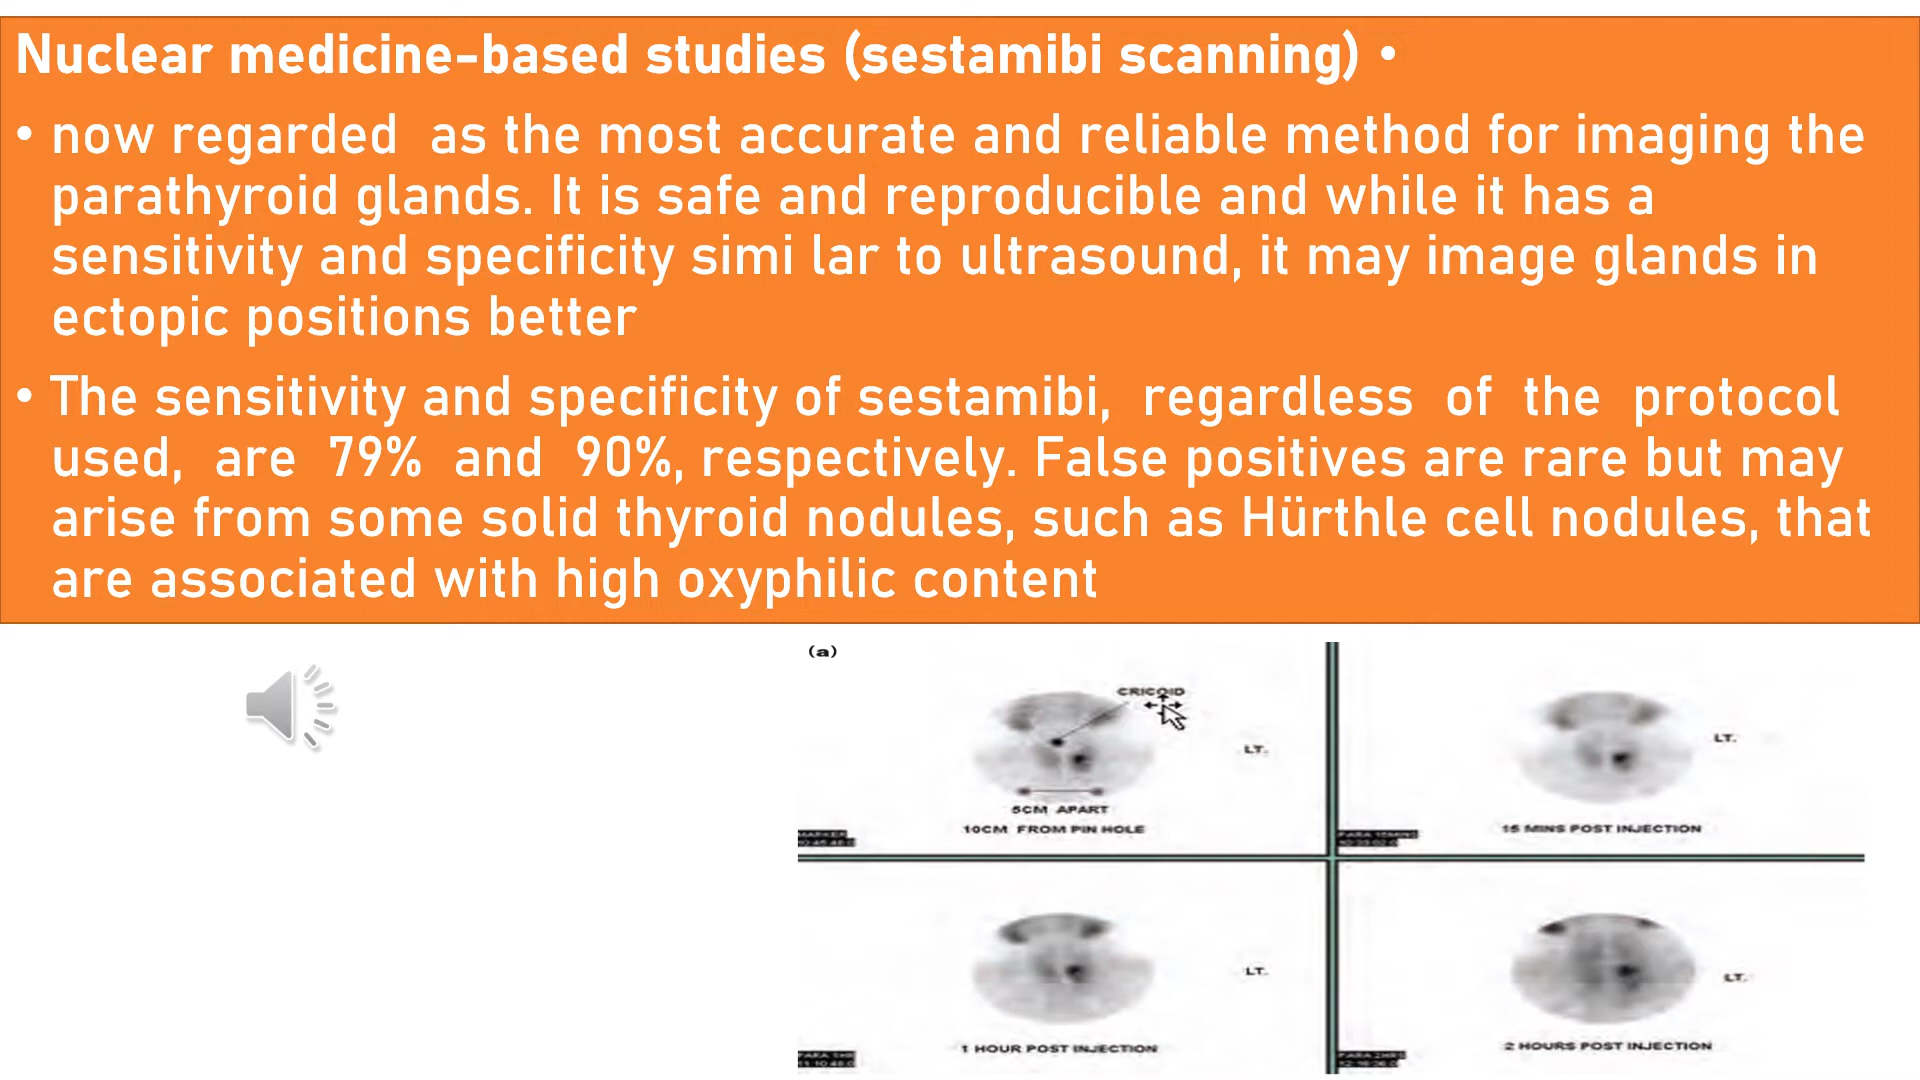 Nuclear medicine-based studies (sestamibi scanning) •
• now regarded as the most accurate and reliable method for imaging the
parathyroid glands. It is safe and reproducible and while it has a
sensitivity and specificity simi lar to ultrasound, it may image glands in
ectopic positions better
• The sensitivity and specificity of sestamibi, regardless of the protocol
used, are 79% and 90%, respectively. False positives are rare but may
arise from some solid thyroid nodules, such as Hürthle cell nodules, that
are associated with high oxyphilic content
(a)
CRICOID
LT.
5CM APART
10CM FROM PIN HOLE
MARKER
LT.
15 MINS POST INJECTION
PARA 15MINS
LT.
1 HOUR POST INJECTION
PARA 1HR
LT.
2 HOURS POST INJECTION